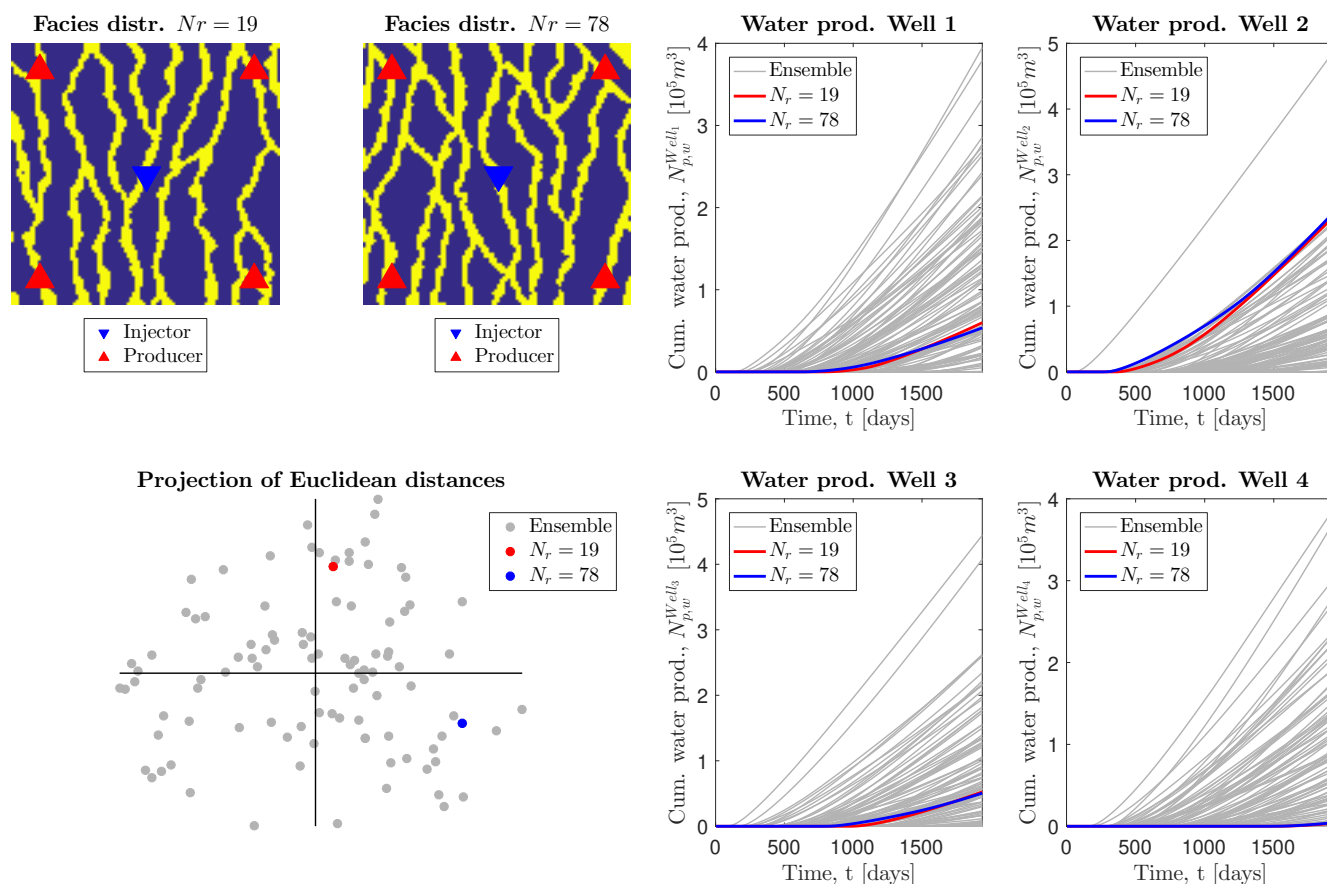 Facies distr. Nr = 19
Facies distr. Nr = 78
Injector
Producer
Injector
Producer
Water prod. Well 1
Cum. water prod., N_{p,w}^{Well_1} [10^5 m^3]
4
3
2
1
0
0 500 1000 1500
Time, t [days]
Ensemble
N_r = 19
N_r = 78
Water prod. Well 2
Cum. water prod., N_{p,w}^{Well_2} [10^5 m^3]
5
4
3
2
1
0
0 500 1000 1500
Time, t [days]
Ensemble
N_r = 19
N_r = 78
Projection of Euclidean distances
Ensemble
N_r = 19
N_r = 78
Water prod. Well 3
Cum. water prod., N_{p,w}^{Well_3} [10^5 m^3]
5
4
3
2
1
0
0 500 1000 1500
Time, t [days]
Ensemble
N_r = 19
N_r = 78
Water prod. Well 4
Cum. water prod., N_{p,w}^{Well_4} [10^5 m^3]
4
3
2
1
0
0 500 1000 1500
Time, t [days]
Ensemble
N_r = 19
N_r = 78